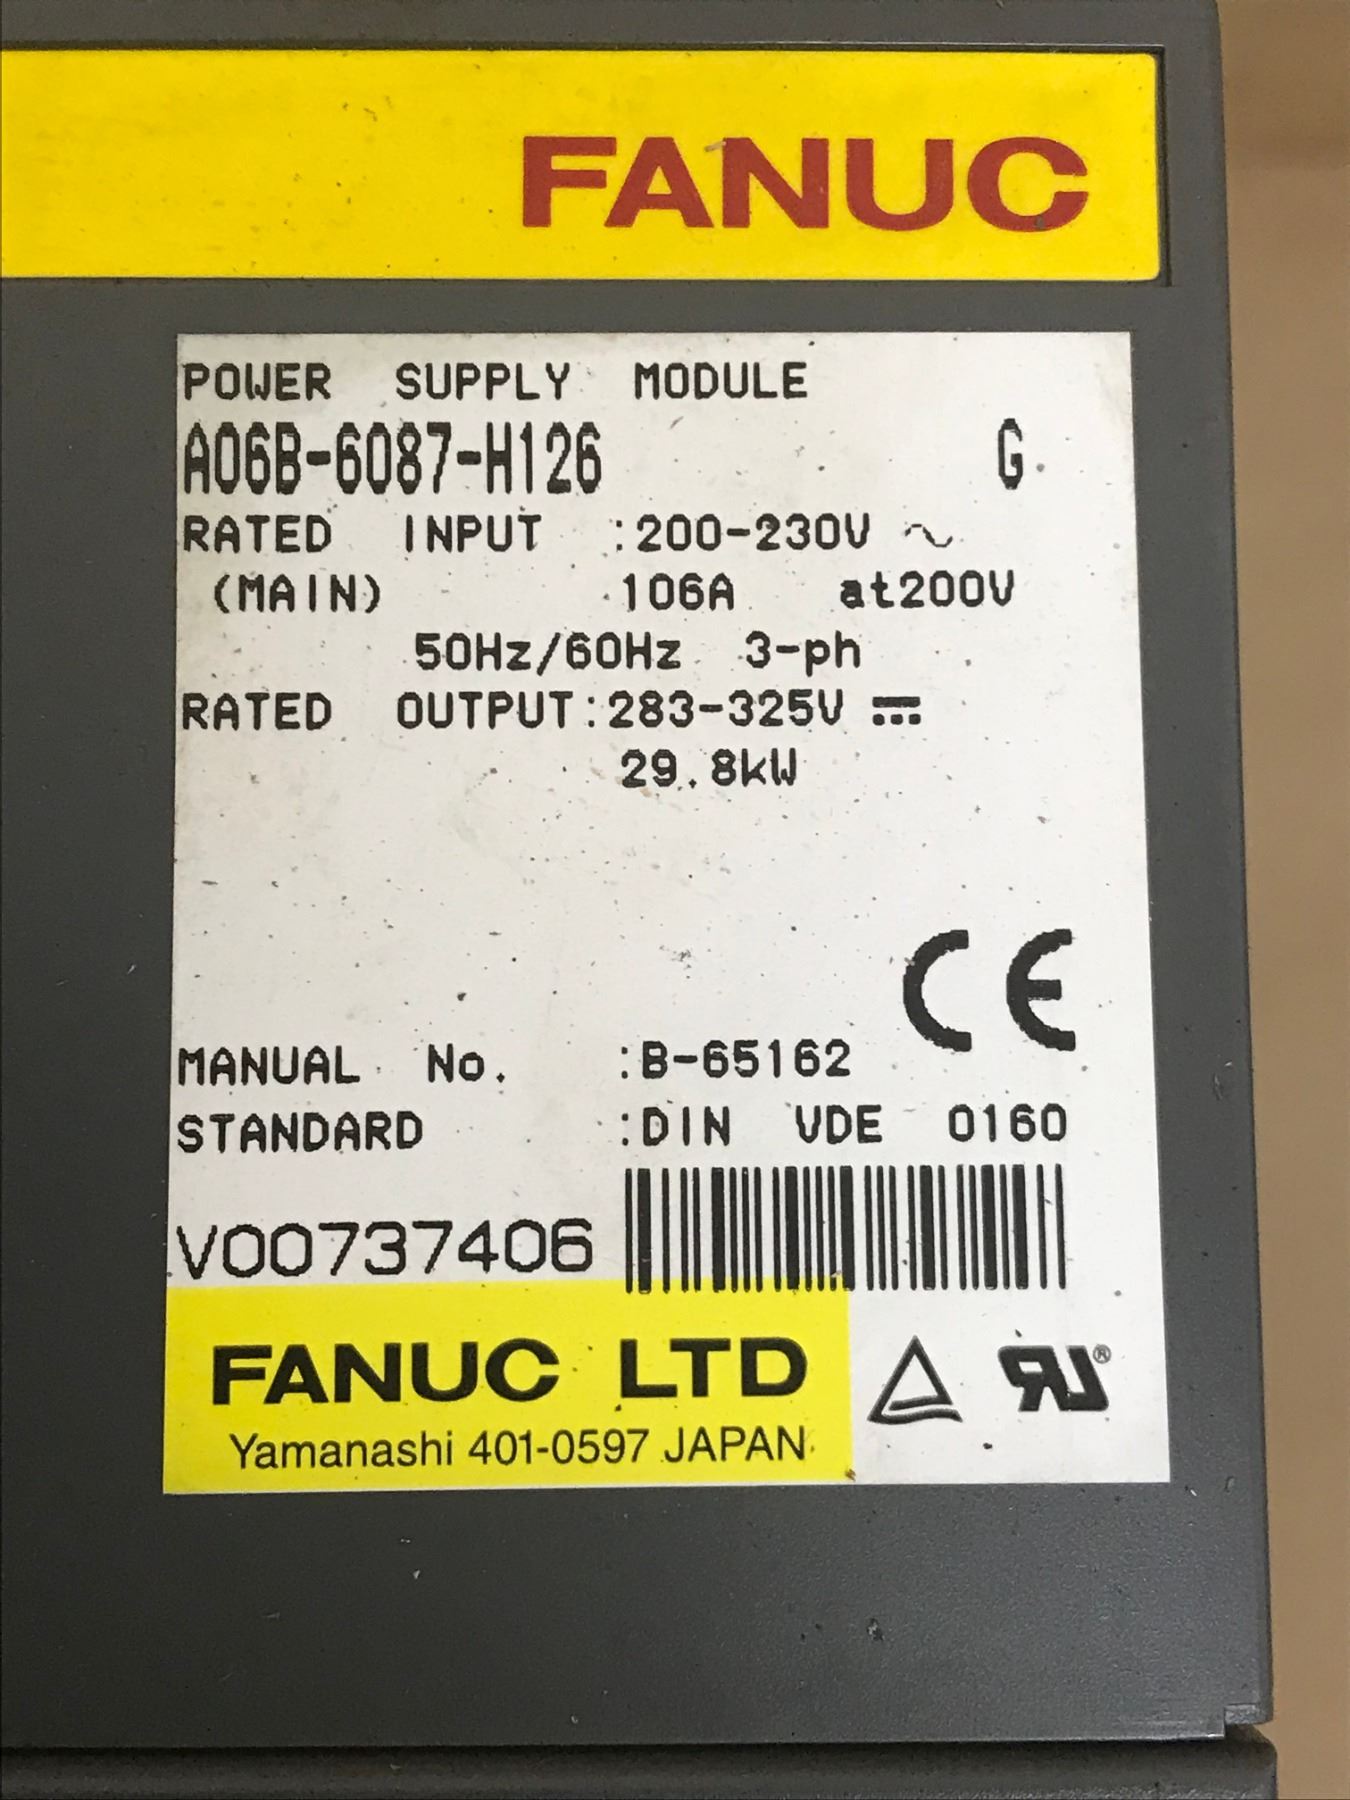 FANUC
POWER SUPPLY MODULE
A06B-6087-H126 G
RATED INPUT :200-230V ~
(MAIN) 106A at200V
50Hz/60Hz 3-ph
RATED OUTPUT:283-325V ⎓
29.8kW
CE
MANUAL No. :B-65162
STANDARD :DIN VDE 0160
V00737406
FANUC LTD
Yamanashi 401-0597 JAPAN
RU®